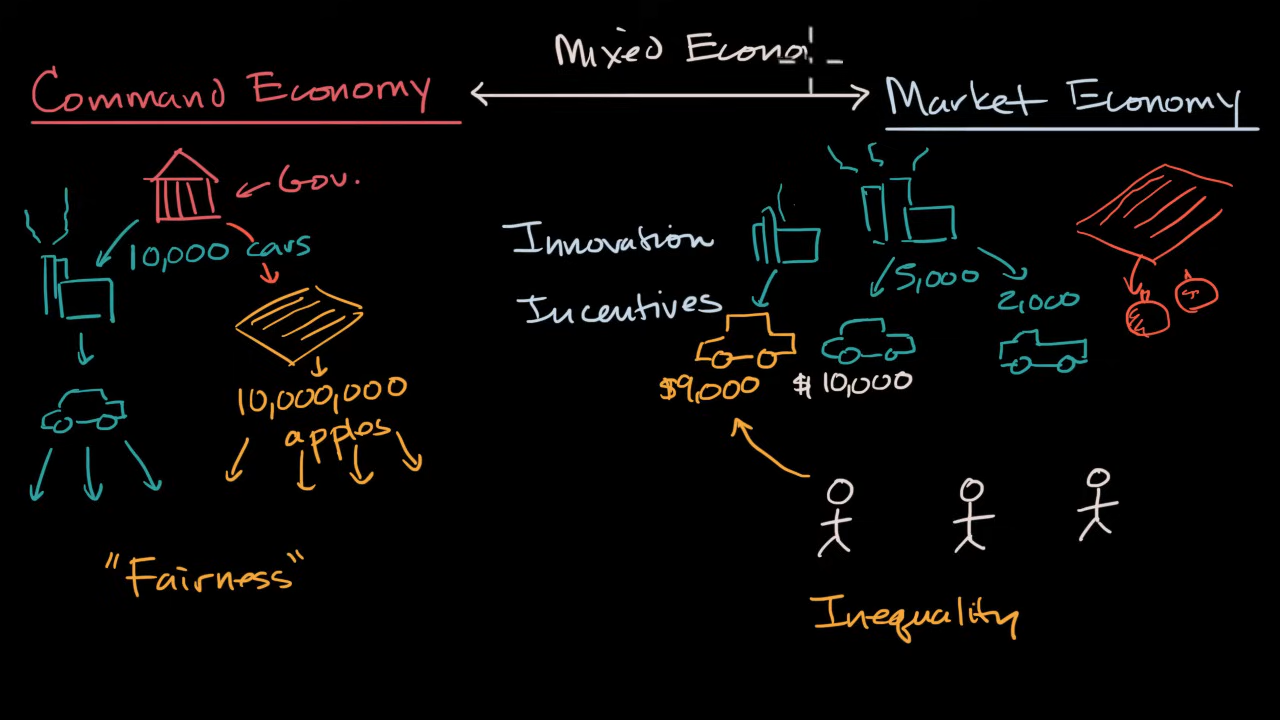 Mixed Econo
Command Economy
Market Economy
Gov.
10,000 cars
10,000,000
apples
"Fairness"
Innovation
Incentives
5,000
2,000
$9,000
$10,000
Inequality